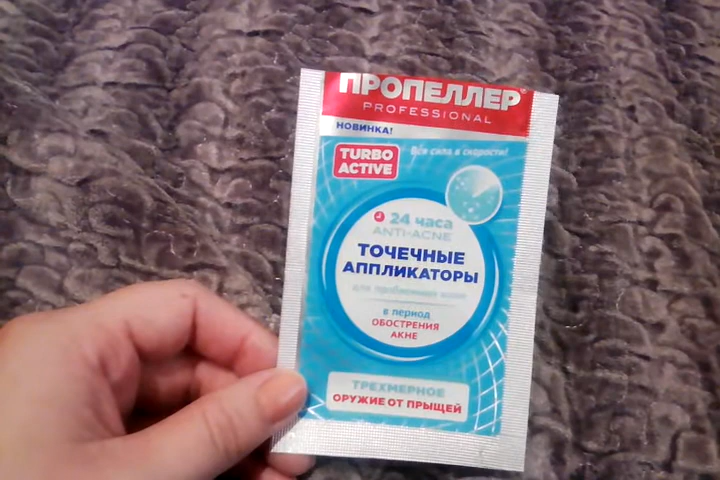 ПРОПЕЛЛЕР®
PROFESSIONAL
НОВИНКА!
TURBO
ACTIVE
Вся сила в скорости!
24 часа
ANTI-ACNE
ТОЧЕЧНЫЕ
АППЛИКАТОРЫ
для проблемной кожи
в период
ОБОСТРЕНИЯ
АКНЕ
ТРЕХМЕРНОЕ
ОРУЖИЕ ОТ ПРЫЩЕЙ